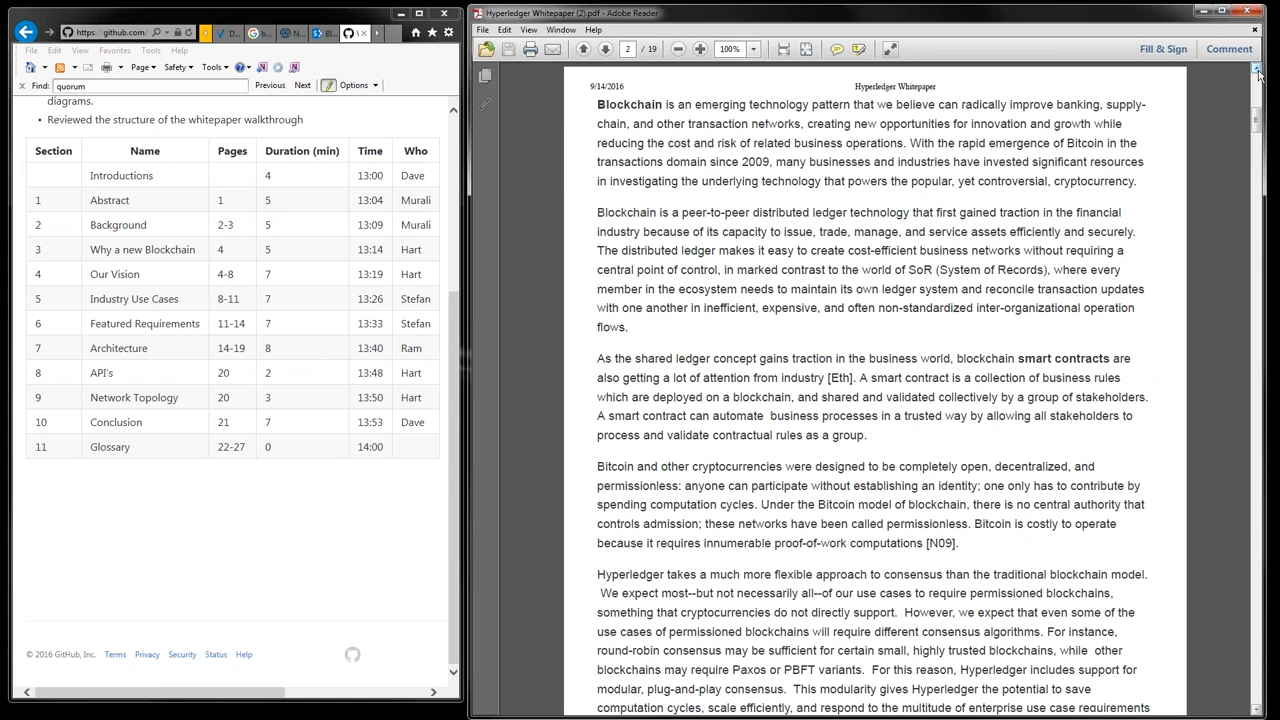 https://github.com/
D...
b...
N...
Bl...
File Edit View Favorites Tools Help
Page Safety Tools
Find: quorum Previous Next Options
diagrams.
• Reviewed the structure of the whitepaper walkthrough
Section Name Pages Duration (min) Time Who
Introductions 4 13:00 Dave
1 Abstract 1 5 13:04 Murali
2 Background 2-3 5 13:09 Murali
3 Why a new Blockchain 4 5 13:14 Hart
4 Our Vision 4-8 7 13:19 Hart
5 Industry Use Cases 8-11 7 13:26 Stefan
6 Featured Requirements 11-14 7 13:33 Stefan
7 Architecture 14-19 8 13:40 Ram
8 API's 20 2 13:48 Hart
9 Network Topology 20 3 13:50 Hart
10 Conclusion 21 7 13:53 Dave
11 Glossary 22-27 0 14:00
© 2016 GitHub, Inc. Terms Privacy Security Status Help
Hyperledger Whitepaper (2).pdf - Adobe Reader
File Edit View Window Help
2 / 19 100% Fill & Sign Comment
9/14/2016 Hyperledger Whitepaper
Blockchain is an emerging technology pattern that we believe can radically improve banking, supply-
chain, and other transaction networks, creating new opportunities for innovation and growth while
reducing the cost and risk of related business operations. With the rapid emergence of Bitcoin in the
transactions domain since 2009, many businesses and industries have invested significant resources
in investigating the underlying technology that powers the popular, yet controversial, cryptocurrency.
Blockchain is a peer-to-peer distributed ledger technology that first gained traction in the financial
industry because of its capacity to issue, trade, manage, and service assets efficiently and securely.
The distributed ledger makes it easy to create cost-efficient business networks without requiring a
central point of control, in marked contrast to the world of SoR (System of Records), where every
member in the ecosystem needs to maintain its own ledger system and reconcile transaction updates
with one another in inefficient, expensive, and often non-standardized inter-organizational operation
flows.
As the shared ledger concept gains traction in the business world, blockchain smart contracts are
also getting a lot of attention from industry [Eth]. A smart contract is a collection of business rules
which are deployed on a blockchain, and shared and validated collectively by a group of stakeholders.
A smart contract can automate business processes in a trusted way by allowing all stakeholders to
process and validate contractual rules as a group.
Bitcoin and other cryptocurrencies were designed to be completely open, decentralized, and
permissionless: anyone can participate without establishing an identity; one only has to contribute by
spending computation cycles. Under the Bitcoin model of blockchain, there is no central authority that
controls admission; these networks have been called permissionless. Bitcoin is costly to operate
because it requires innumerable proof-of-work computations [N09].
Hyperledger takes a much more flexible approach to consensus than the traditional blockchain model.
We expect most--but not necessarily all--of our use cases to require permissioned blockchains,
something that cryptocurrencies do not directly support. However, we expect that even some of the
use cases of permissioned blockchains will require different consensus algorithms. For instance,
round-robin consensus may be sufficient for certain small, highly trusted blockchains, while other
blockchains may require Paxos or PBFT variants. For this reason, Hyperledger includes support for
modular, plug-and-play consensus. This modularity gives Hyperledger the potential to save
computation cycles, scale efficiently, and respond to the multitude of enterprise use case requirements